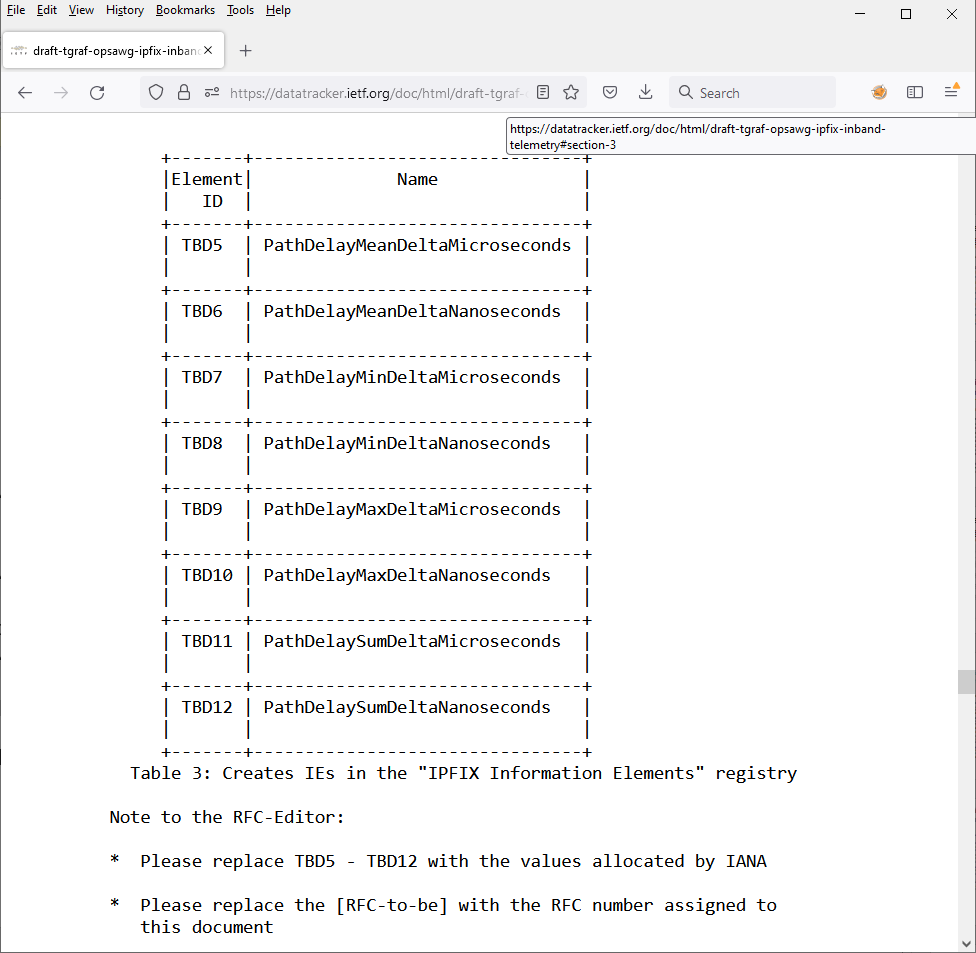 File Edit View History Bookmarks Tools Help
draft-tgraf-opsawg-ipfix-inban
https://datatracker.ietf.org/doc/html/draft-tgraf-
Search
https://datatracker.ietf.org/doc/html/draft-tgraf-opsawg-ipfix-inband-
telemetry#section-3
+-------+--------------------------------+
|Element|              Name              |
|   ID  |                                |
+-------+--------------------------------+
| TBD5  | PathDelayMeanDeltaMicroseconds |
|       |                                |
+-------+--------------------------------+
| TBD6  | PathDelayMeanDeltaNanoseconds  |
|       |                                |
+-------+--------------------------------+
| TBD7  | PathDelayMinDeltaMicroseconds  |
|       |                                |
+-------+--------------------------------+
| TBD8  | PathDelayMinDeltaNanoseconds   |
|       |                                |
+-------+--------------------------------+
| TBD9  | PathDelayMaxDeltaMicroseconds  |
|       |                                |
+-------+--------------------------------+
| TBD10 | PathDelayMaxDeltaNanoseconds   |
|       |                                |
+-------+--------------------------------+
| TBD11 | PathDelaySumDeltaMicroseconds  |
|       |                                |
+-------+--------------------------------+
| TBD12 | PathDelaySumDeltaNanoseconds   |
|       |                                |
+-------+--------------------------------+
Table 3: Creates IEs in the "IPFIX Information Elements" registry
Note to the RFC-Editor:
* Please replace TBD5 - TBD12 with the values allocated by IANA
* Please replace the [RFC-to-be] with the RFC number assigned to
this document